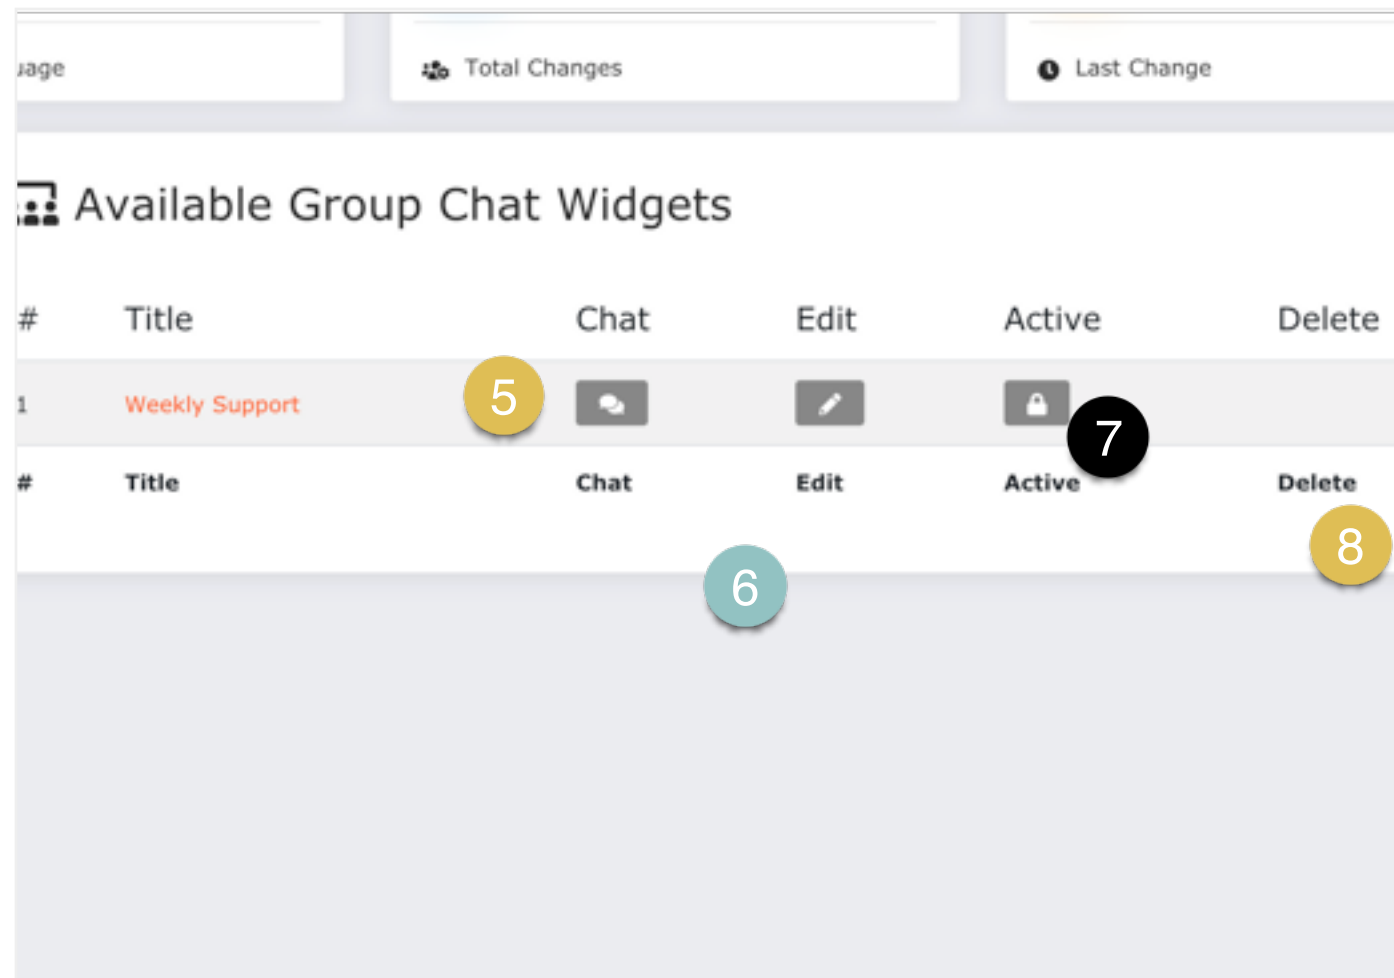 Total Changes
Last Change
Available Group Chat Widgets
# Title Chat Edit Active Delete
1 Weekly Support
5
7
# Title Chat Edit Active Delete
8
6